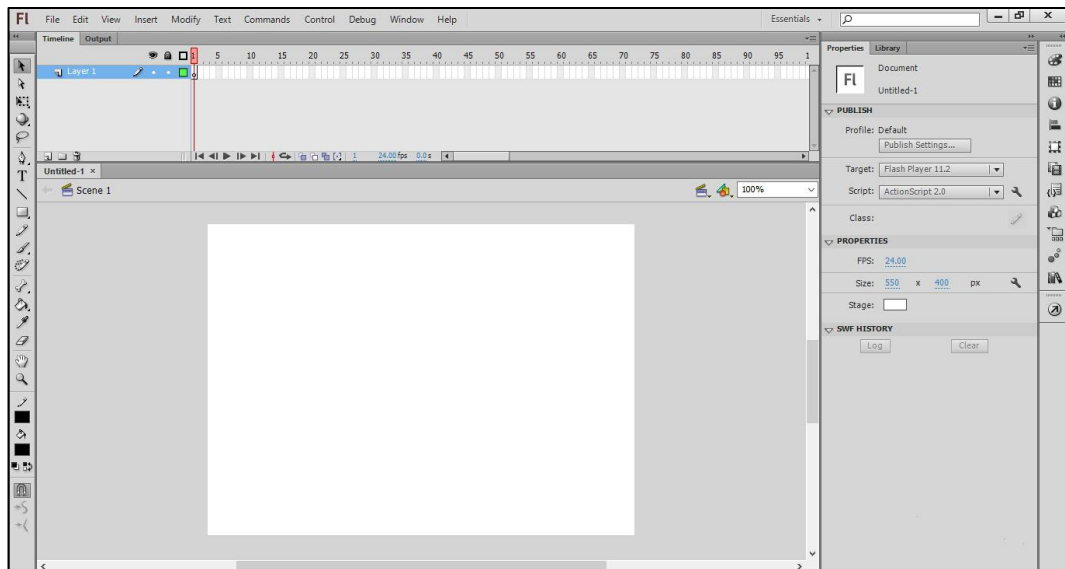 Fl File Edit View Insert Modify Text Commands Control Debug Window Help Essentials
Timeline Output
1 5 10 15 20 25 30 35 40 45 50 55 60 65 70 75 80 85 90 95 1
Layer 1
1 24.00 fps 0.0 s
Untitled-1 ×
Scene 1 100%
T
Properties Library
Fl Document
Untitled-1
PUBLISH
Profile: Default
Publish Settings...
Target: Flash Player 11.2
Script: ActionScript 2.0
Class:
PROPERTIES
FPS: 24.00
Size: 550 x 400 px
Stage:
SWF HISTORY
Log Clear